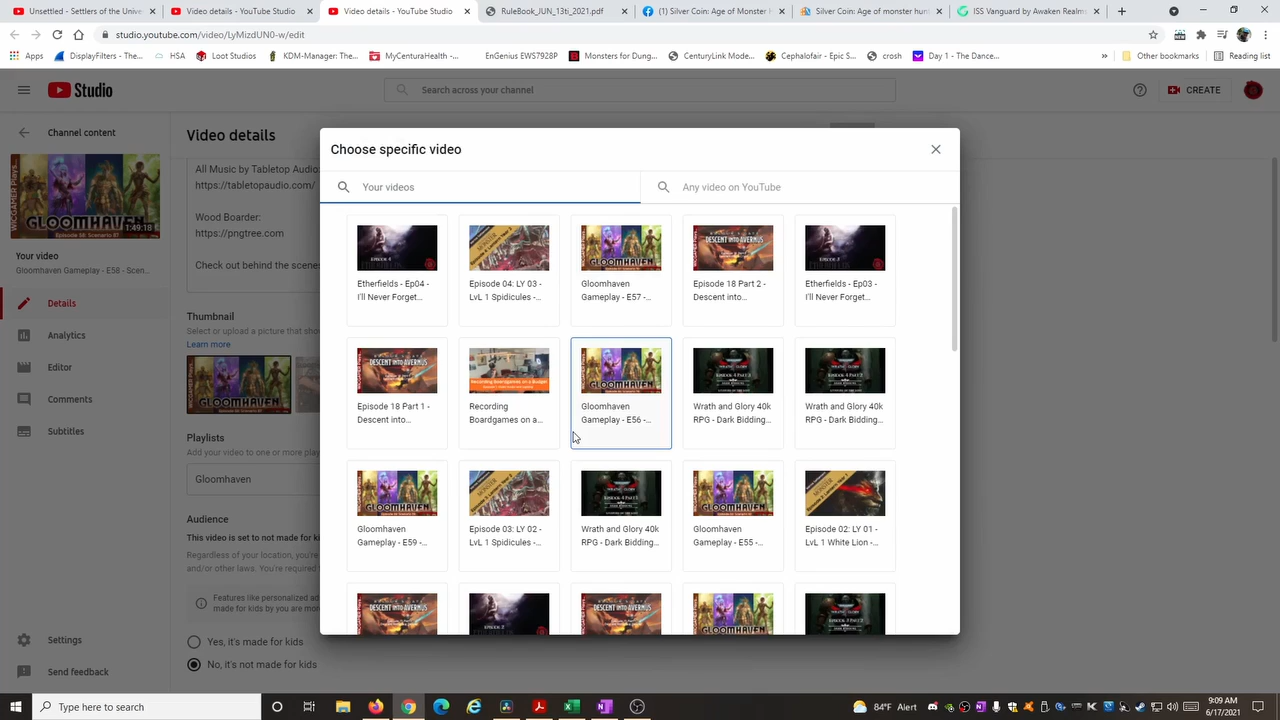 Unsettled - Settlers of the Univers
Details - YouTube Studio
Video details - YouTube Studio
RuleBook_JUN_13ti_2021.pdf
(1) Silver Coin: Age of Monster H
Silver Coin: Age of monster hun
ISS Vanguard by Awaken Realms
studio.youtube.com/video/LyMizdUN0-w/edit
Apps
DisplayFilters - The...
HSA
Loot Studios
KDM-Manager: The...
MyCenturaHealth -...
EnGenius EWS7928P
Monsters for Dung...
CenturyLink Mode...
Cephalofair - Epic S...
crosh
Day 1 - The Dance...
Other bookmarks
Reading list
Studio
Search across your channel
CREATE
Channel content
Video details
GLOOMHAVEN
1:49:18
Your video
Gloomhaven Gameplay - E58 - Scen...
Details
Analytics
Editor
Comments
Subtitles
Settings
Send feedback
All Music by Tabletop Audio:
https://tabletopaudio.com/
Wood Boarder:
https://pngtree.com
Check out behind the scenes
Thumbnail
Select or upload a picture that show
Learn more
Playlists
Add your video to one or more play
Gloomhaven
Audience
This video is set to not made for kid
Regardless of your location, you're
and/or other laws. You're required
Features like personalized ad
made for kids by you are mor
Yes, it's made for kids
No, it's not made for kids
Choose specific video
Your videos
Any video on YouTube
Etherfields - Ep04 -
I'll Never Forget...
Episode 04: LY 03 -
LvL 1 Spidicules -...
Gloomhaven
Gameplay - E57 -...
Episode 18 Part 2 -
Descent into...
Etherfields - Ep03 -
I'll Never Forget...
Episode 18 Part 1 -
Descent into...
Recording
Boardgames on a...
Gloomhaven
Gameplay - E56 -...
Wrath and Glory 40k
RPG - Dark Bidding...
Wrath and Glory 40k
RPG - Dark Bidding...
Gloomhaven
Gameplay - E59 -...
Episode 03: LY 02 -
LvL 1 Spidicules -...
Wrath and Glory 40k
RPG - Dark Bidding...
Gloomhaven
Gameplay - E55 -...
Episode 02: LY 01 -
LvL 1 White Lion -...
Type here to search
84°F Alert
9:09 AM
6/17/2021